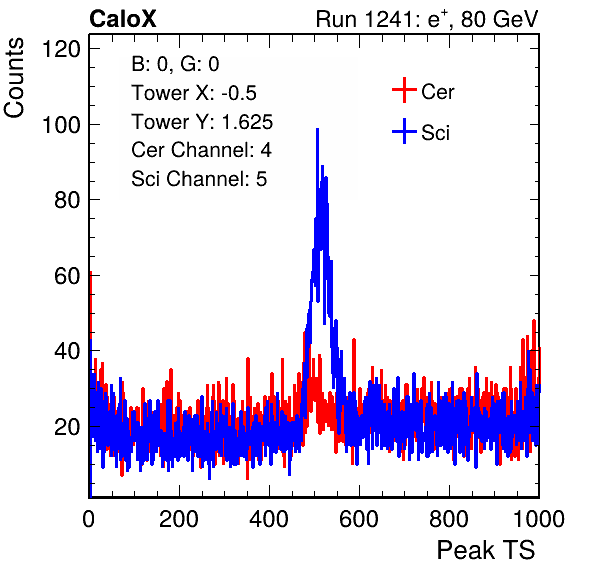 CaloX Run 1241: e⁺, 80 GeV
Counts
B: 0, G: 0
Tower X: -0.5
Tower Y: 1.625
Cer Channel: 4
Sci Channel: 5
Cer
Sci
120
100
80
60
40
20
0 200 400 600 800 1000
Peak TS